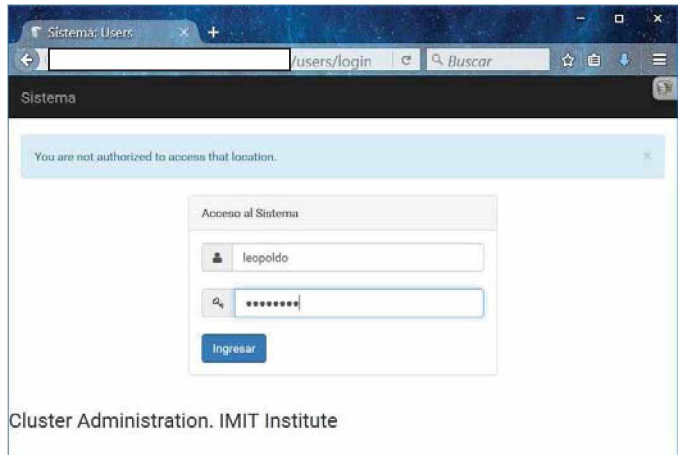 Sistema: Users
/users/login
Buscar
Sistema
You are not authorized to access that location.
Acceso al Sistema
leopoldo
Ingresar
Cluster Administration. IMIT Institute